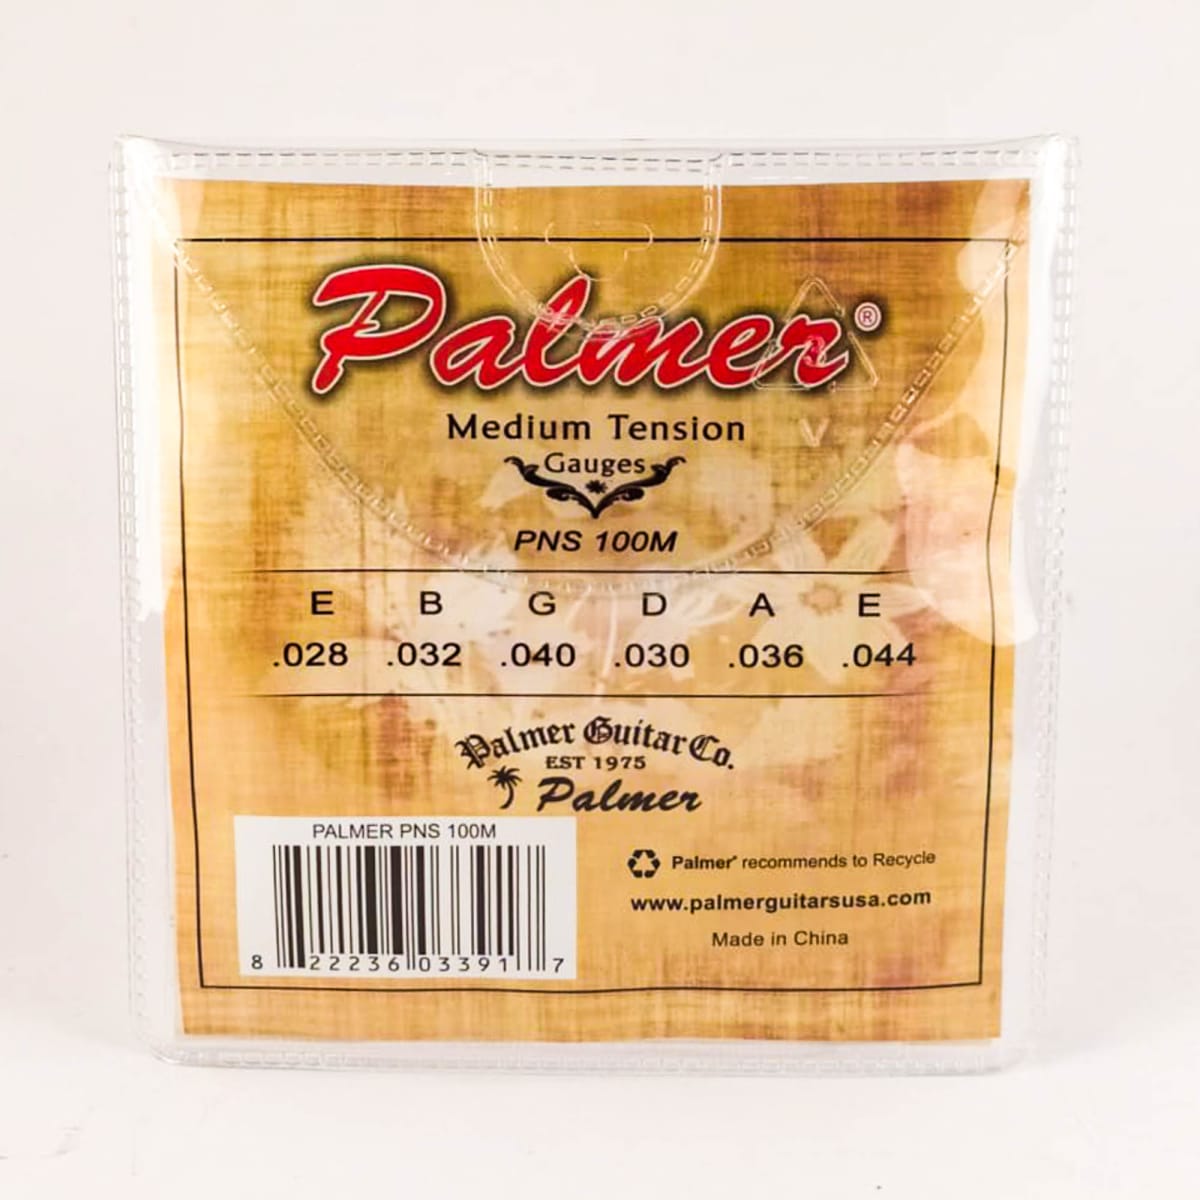 Palmer®
Medium Tension
Gauges
PNS 100M
E B G D A E
.028 .032 .040 .030 .036 .044
Palmer Guitar Co.
EST 1975
Palmer
PALMER PNS 100M
8 22236 03391 7
Palmer® recommends to Recycle
www.palmerguitarsusa.com
Made in China
3
V